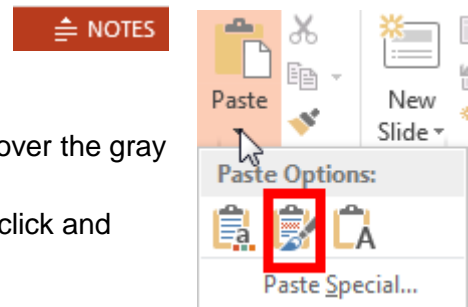 NOTES
over the gray
click and
Paste
New
Slide
Paste Options:
a
A
Paste Special...